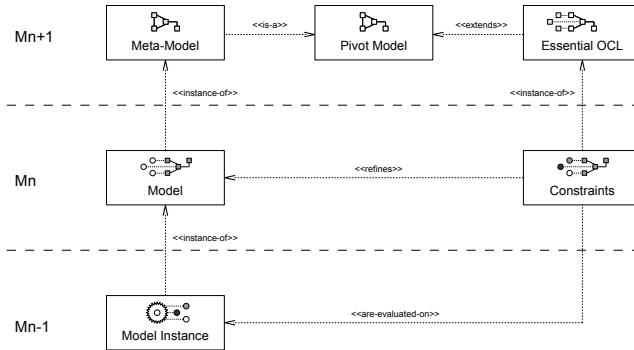 <<is-a>>
<<extends>>
Mn+1
Meta-Model
Pivot Model
Essential OCL
<<instance-of>>
<<instance-of>>
Mn
<<refines>>
Model
Constraints
<<instance-of>>
<<are-evaluated-on>>
Mn-1
Model Instance